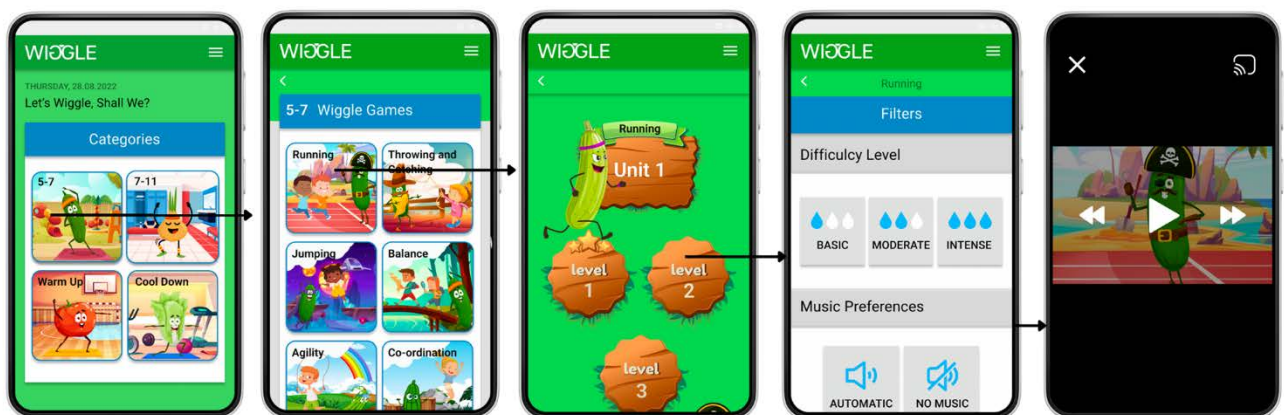 WIGGLE
THURSDAY, 28.08.2022
Let's Wiggle, Shall We?
Categories
5-7
7-11
Warm Up
Cool Down
WIGGLE
5-7 Wiggle Games
Running
Throwing and
Catching
Jumping
Balance
Agility
Co-ordination
WIGGLE
Running
Unit 1
level
1
level
2
level
3
WIGGLE
Running
Filters
Difficulcy Level
BASIC
MODERATE
INTENSE
Music Preferences
AUTOMATIC
NO MUSIC